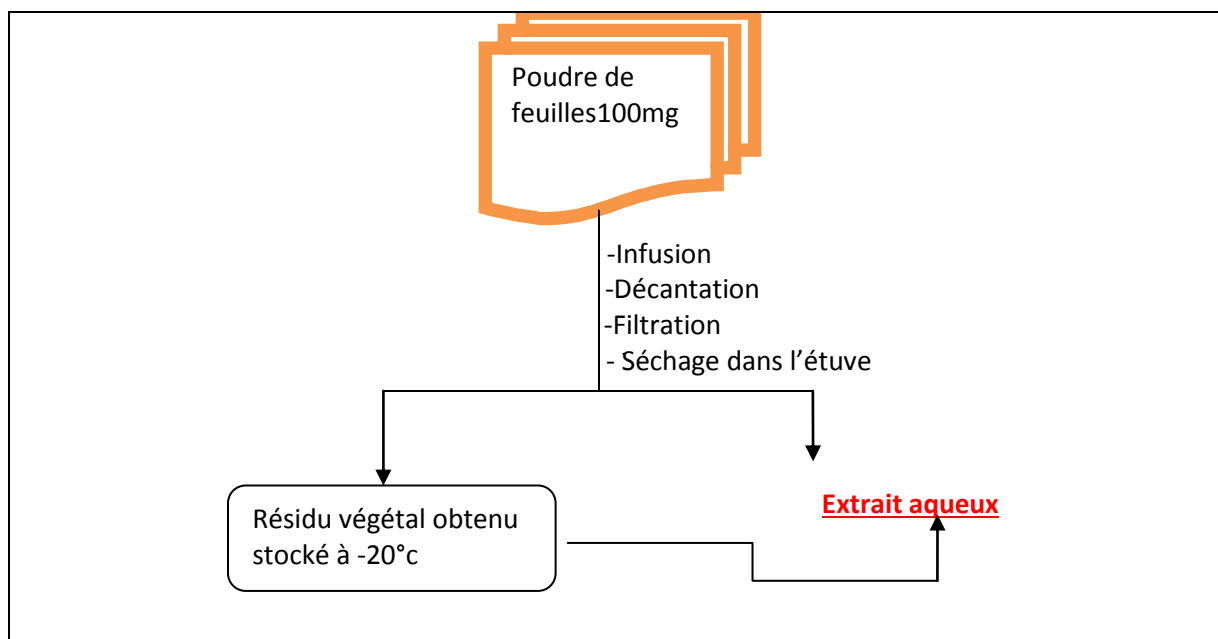 Poudre de
feuilles100mg
-Infusion
-Décantation
-Filtration
- Séchage dans l’étuve
Résidu végétal obtenu
stocké à -20°c
Extrait aqueux